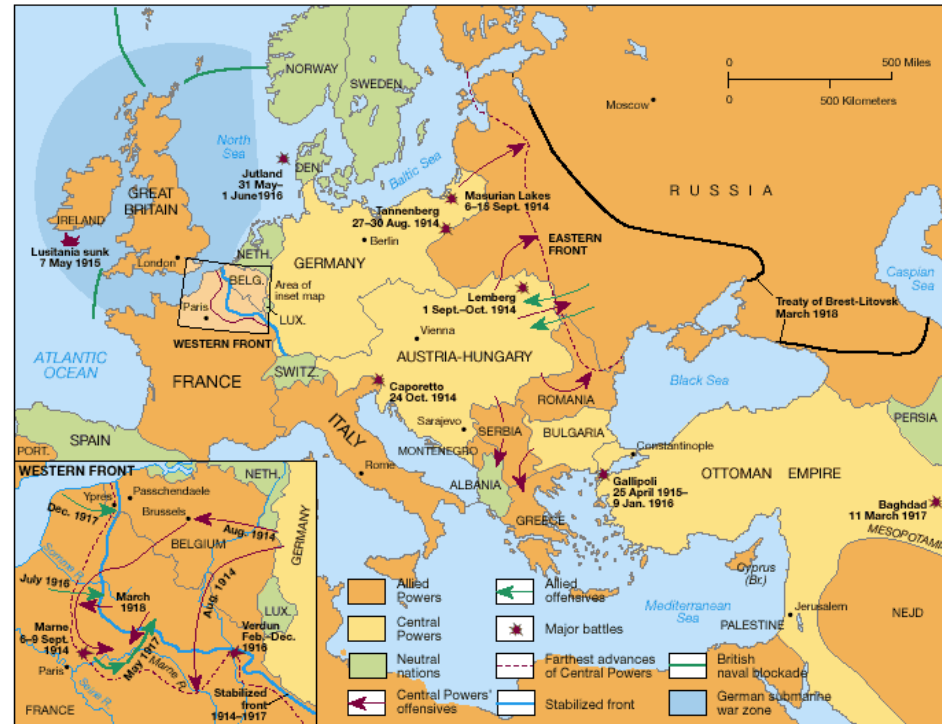 NORWAY
SWEDEN
500 Miles
0
0
500 Kilometers
Moscow
North
Sea
Jutland
31 May–
1 June1916
DEN.
Baltic Sea
RUSSIA
GREAT
BRITAIN
IRELAND
Masurian Lakes
6–15 Sept. 1914
Tannenberg
27–30 Aug. 1914
Lusitania sunk
7 May 1915
London
NETH.
Berlin
GERMANY
EASTERN
FRONT
BELG.
Area of
inset map
Caspian
Sea
Paris
LUX.
Lemberg
1 Sept.–Oct. 1914
Treaty of Brest-Litovsk
March 1918
WESTERN FRONT
Vienna
ATLANTIC
OCEAN
AUSTRIA-HUNGARY
FRANCE
SWITZ.
Caporetto
24 Oct. 1914
Black Sea
ROMANIA
ITALY
Sarajevo
SERBIA
PERSIA
SPAIN
PORT.
MONTENEGRO
BULGARIA
Constantinople
Rome
OTTOMAN EMPIRE
ALBANIA
Gallipoli
25 April 1915–
9 Jan. 1916
Baghdad
11 March 1917
GREECE
MESOPOTAMI
Cyprus
(Br.)
Mediterranean
Sea
Jerusalem
PALESTINE
NEJD
WESTERN FRONT
NETH.
Ypres
Passchendaele
Dec. 1917
Brussels
Aug. 1914
BELGIUM
GERMANY
Somme R.
July 1916
March
1918
Aug. 1914
LUX.
Marne
6–9 Sept.
1914
Verdun
Feb.–Dec.
1916
May 1917
Marne R.
Paris
Seine R.
Stabilized
front
1914–1917
FRANCE
Allied
Powers
Central
Powers
Neutral
nations
Central Powers'
offensives
Allied
offensives
Major battles
Farthest advances
of Central Powers
Stabilized front
British
naval blockade
German submarine
war zone